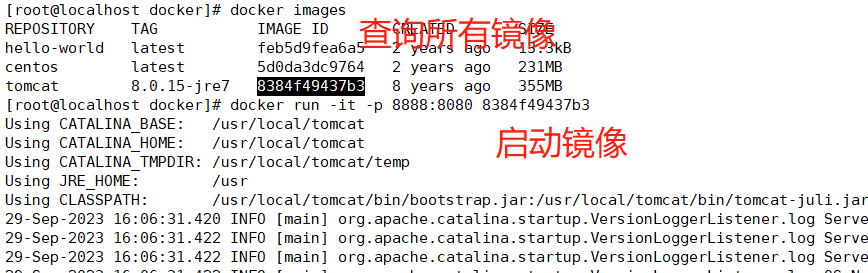 [root@localhost docker]# docker images
REPOSITORY TAG IMAGE ID CREATED SIZE
查询所有镜像
hello-world latest feb5d9fea6a5 2 years ago 13.3kB
centos latest 5d0da3dc9764 2 years ago 231MB
tomcat 8.0.15-jre7 8384f49437b3 8 years ago 355MB
[root@localhost docker]# docker run -it -p 8888:8080 8384f49437b3
Using CATALINA_BASE: /usr/local/tomcat
启动镜像
Using CATALINA_HOME: /usr/local/tomcat
Using CATALINA_TMPDIR: /usr/local/tomcat/temp
Using JRE_HOME: /usr
Using CLASSPATH: /usr/local/tomcat/bin/bootstrap.jar:/usr/local/tomcat/bin/tomcat-juli.jar
29-Sep-2023 16:06:31.420 INFO [main] org.apache.catalina.startup.VersionLoggerListener.log Serve
29-Sep-2023 16:06:31.422 INFO [main] org.apache.catalina.startup.VersionLoggerListener.log Serve
29-Sep-2023 16:06:31.422 INFO [main] org.apache.catalina.startup.VersionLoggerListener.log Serve